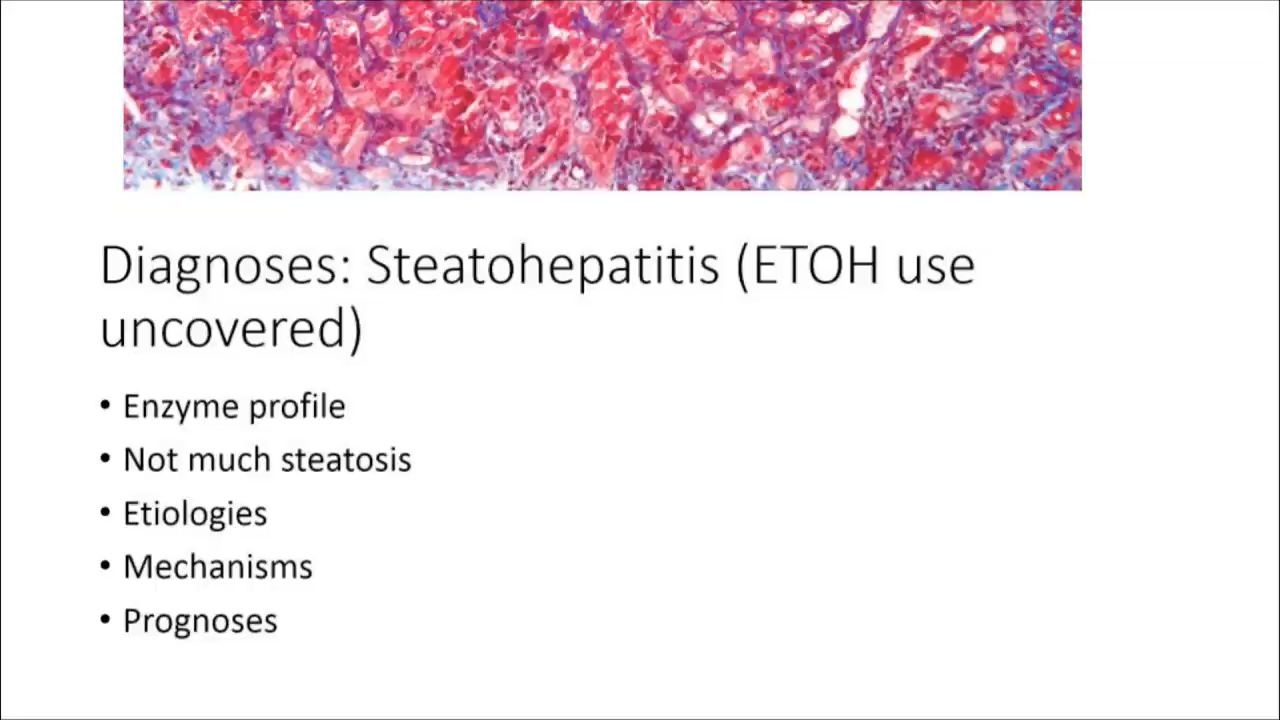 Diagnoses: Steatohepatitis (ETOH use
uncovered)
• Enzyme profile
• Not much steatosis
• Etiologies
• Mechanisms
• Prognoses